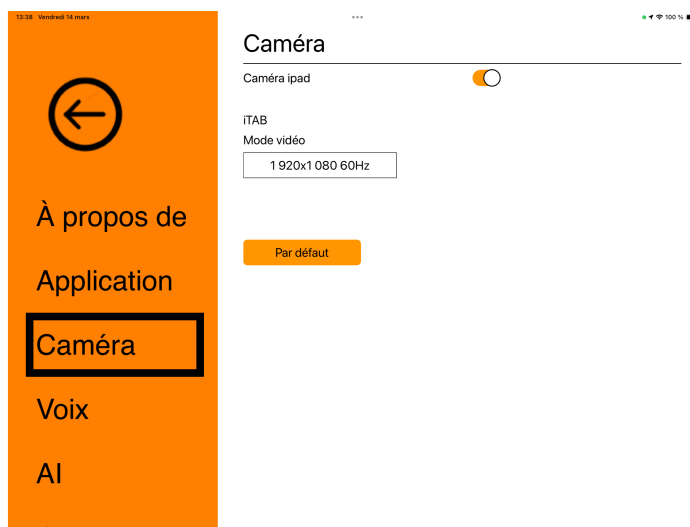 13:38 Vendredi 14 mars
100 %
Caméra
Caméra ipad
iTAB
Mode vidéo
1 920x1 080 60Hz
Par défaut
À propos de
Application
Caméra
Voix
AI